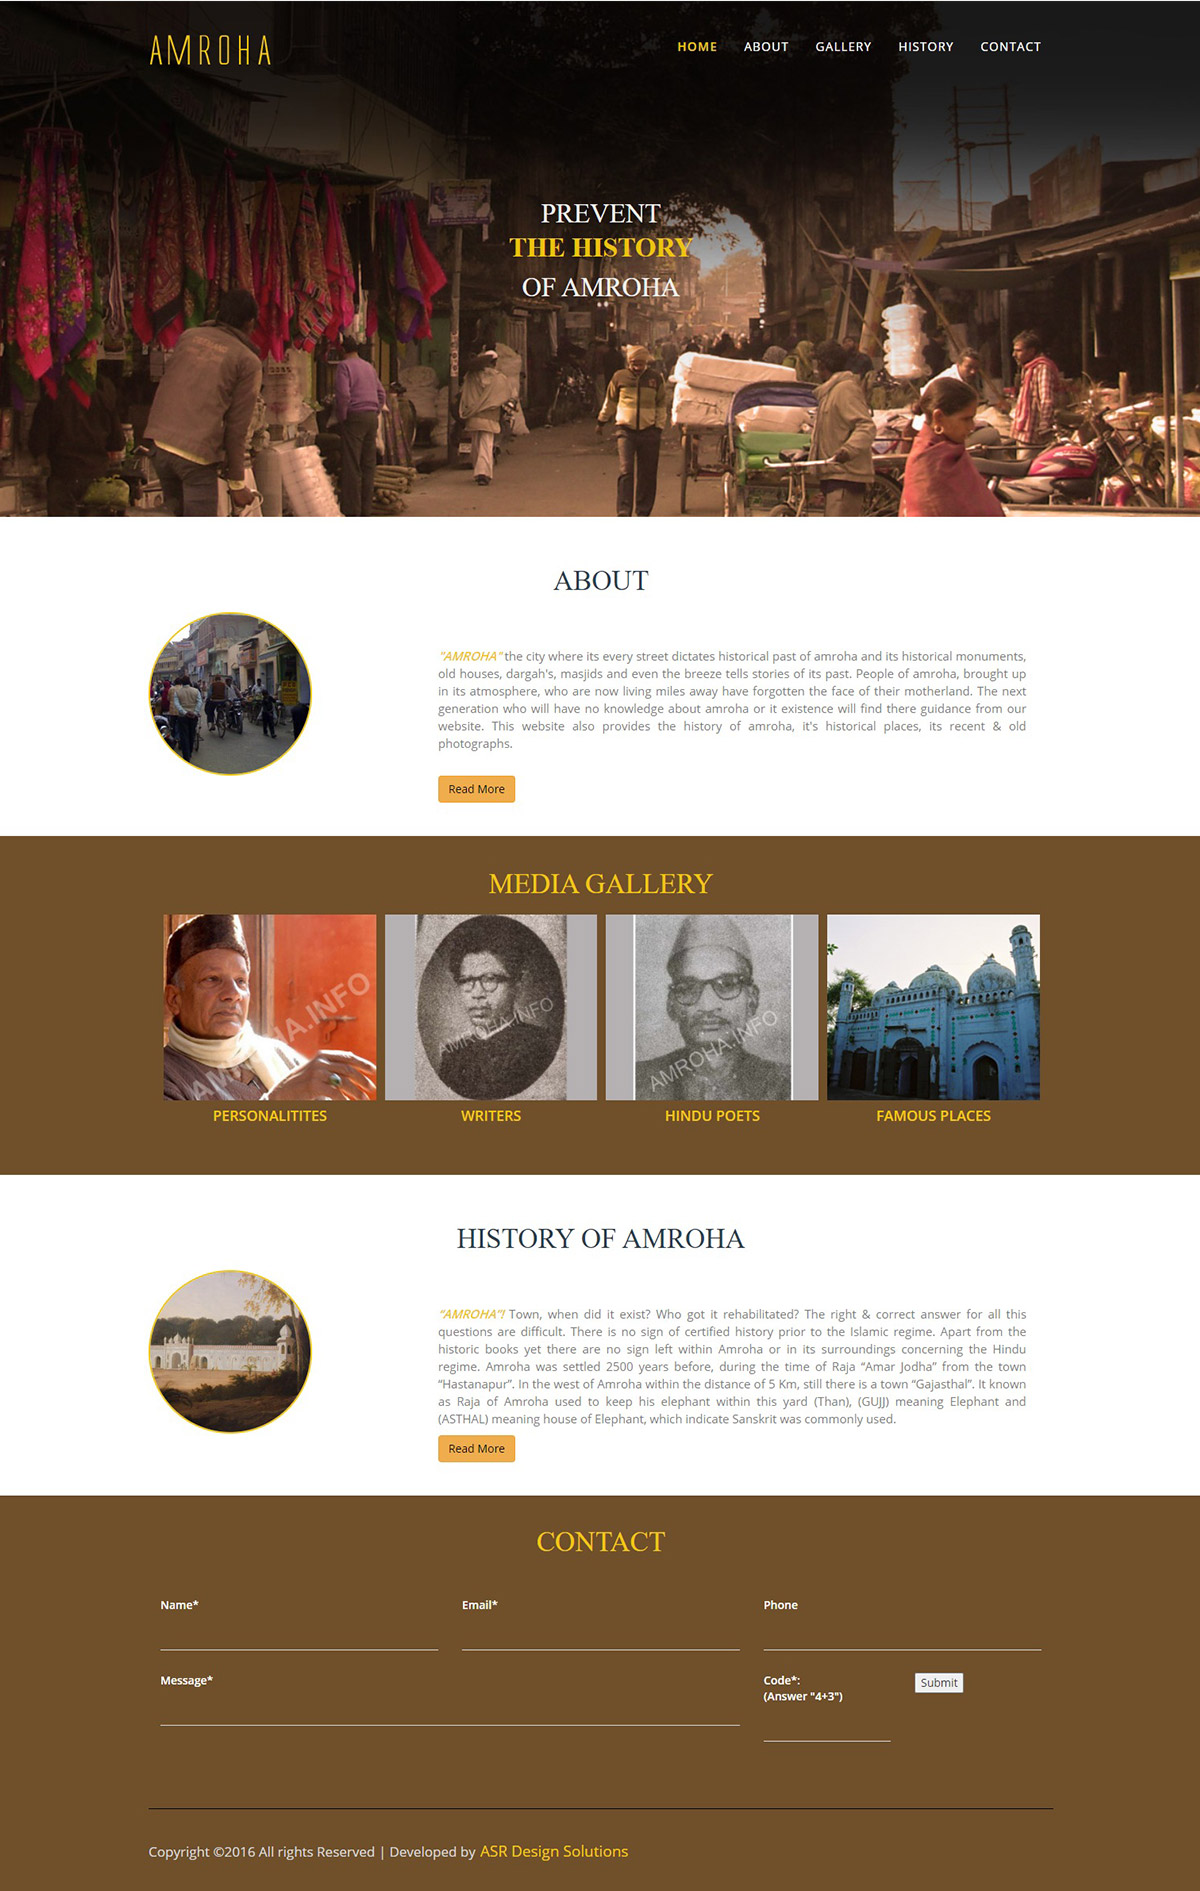 AMROHA
HOME ABOUT GALLERY HISTORY CONTACT
PREVENT
THE HISTORY
OF AMROHA
ABOUT
"AMROHA" the city where its every street dictates historical past of amroha and its historical monuments,
old houses, dargah's, masjids and even the breeze tells stories of its past. People of amroha, brought up
in its atmosphere, who are now living miles away have forgotten the face of their motherland. The next
generation who will have no knowledge about amroha or it existence will find there guidance from our
website. This website also provides the history of amroha, it's historical places, its recent & old
photographs.
Read More
MEDIA GALLERY
AMROHA.INFO
AMROHA.INFO
AMROHA.INFO
PERSONALITITES
WRITERS
HINDU POETS
FAMOUS PLACES
HISTORY OF AMROHA
“AMROHA”! Town, when did it exist? Who got it rehabilitated? The right & correct answer for all this
questions are difficult. There is no sign of certified history prior to the Islamic regime. Apart from the
historic books yet there are no sign left within Amroha or in its surroundings concerning the Hindu
regime. Amroha was settled 2500 years before, during the time of Raja “Amar Jodha” from the town
“Hastanapur”. In the west of Amroha within the distance of 5 Km, still there is a town “Gajasthal”. It known
as Raja of Amroha used to keep his elephant within this yard (Than), (GUJJ) meaning Elephant and
(ASTHAL) meaning house of Elephant, which indicate Sanskrit was commonly used.
Read More
CONTACT
Name*
Email*
Phone
Message*
Code*:
(Answer "4+3")
Submit
Copyright ©2016 All rights Reserved | Developed by ASR Design Solutions